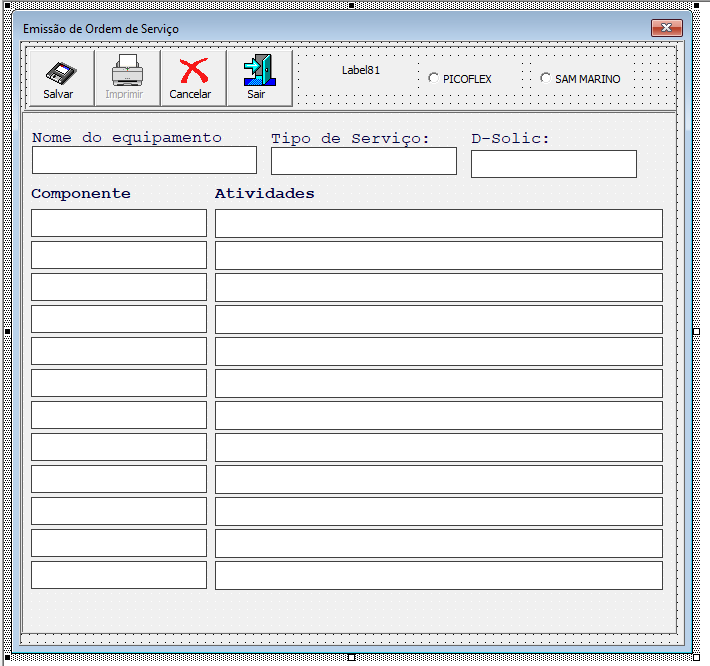 Emissão de Ordem de Serviço
Salvar
Imprimir
Cancelar
Sair
Label81
PICOFLEX
SAM MARINO
Nome do equipamento
Tipo de Serviço:
D-Solic:
Componente
Atividades